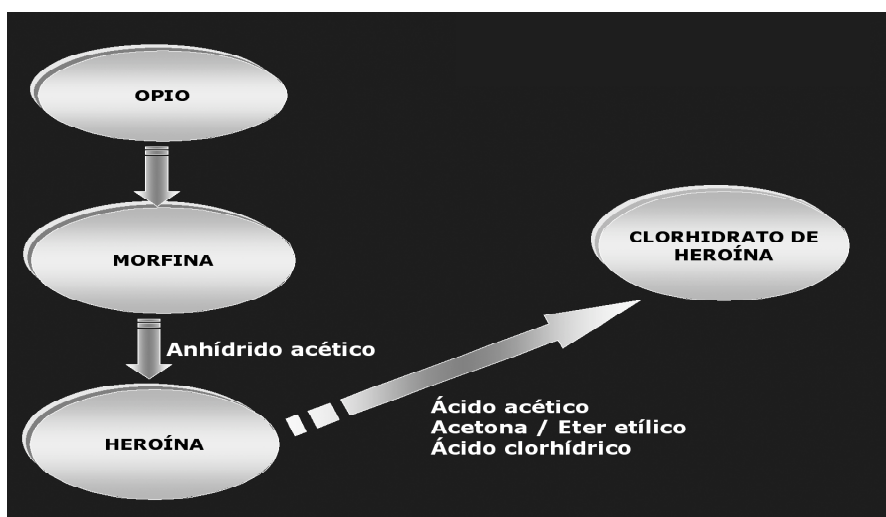 OPIO
MORFINA
Anhídrido acético
HEROÍNA
CLORHIDRATO DE
HEROÍNA
Ácido acético
Acetona / Eter etílico
Ácido clorhídrico